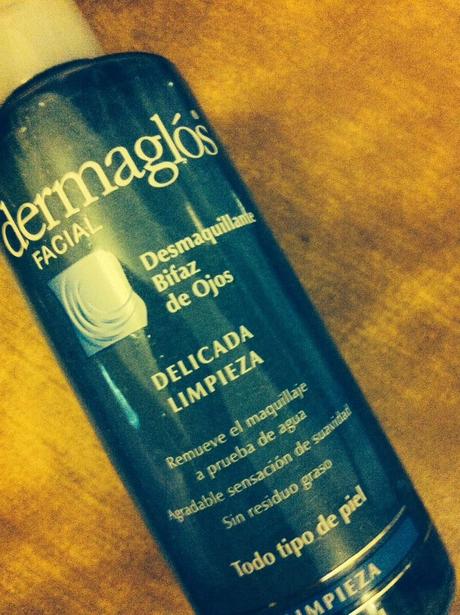 dermaglós®
FACIAL
Desmaquillante
Bifaz
de Ojos
DELICADA
LIMPIEZA
Remueve el maquillaje
a prueba de agua
Agradable sensación de suavidad
Sin residuo graso
Todo tipo de piel
LIMPIEZA